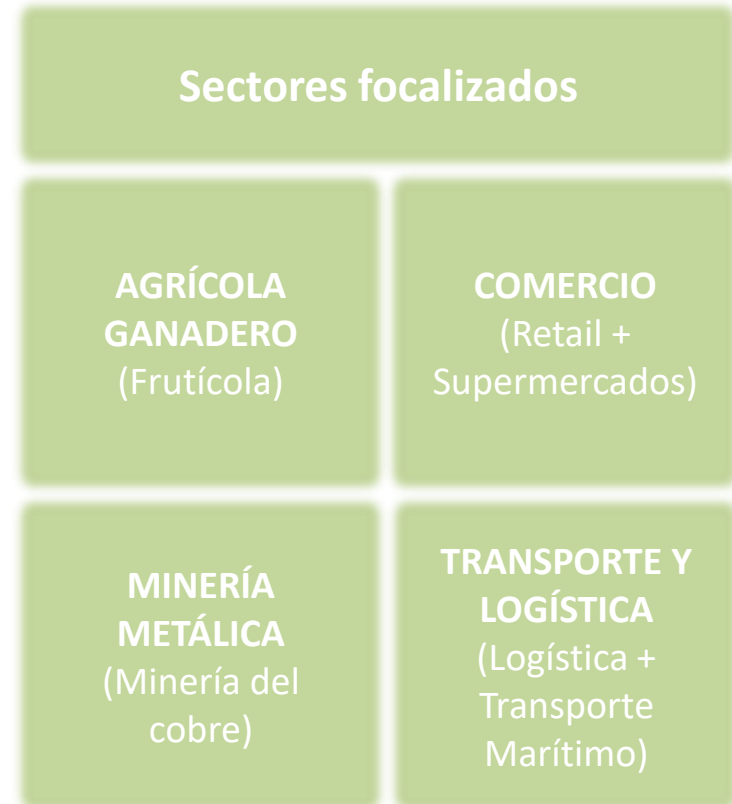 Sectores focalizados
AGRÍCOLA
GANADERO
(Frutícola)
COMERCIO
(Retail +
Supermercados)
MINERÍA
METÁLICA
(Minería del
cobre)
TRANSPORTE Y
LOGÍSTICA
(Logística +
Transporte
Marítimo)